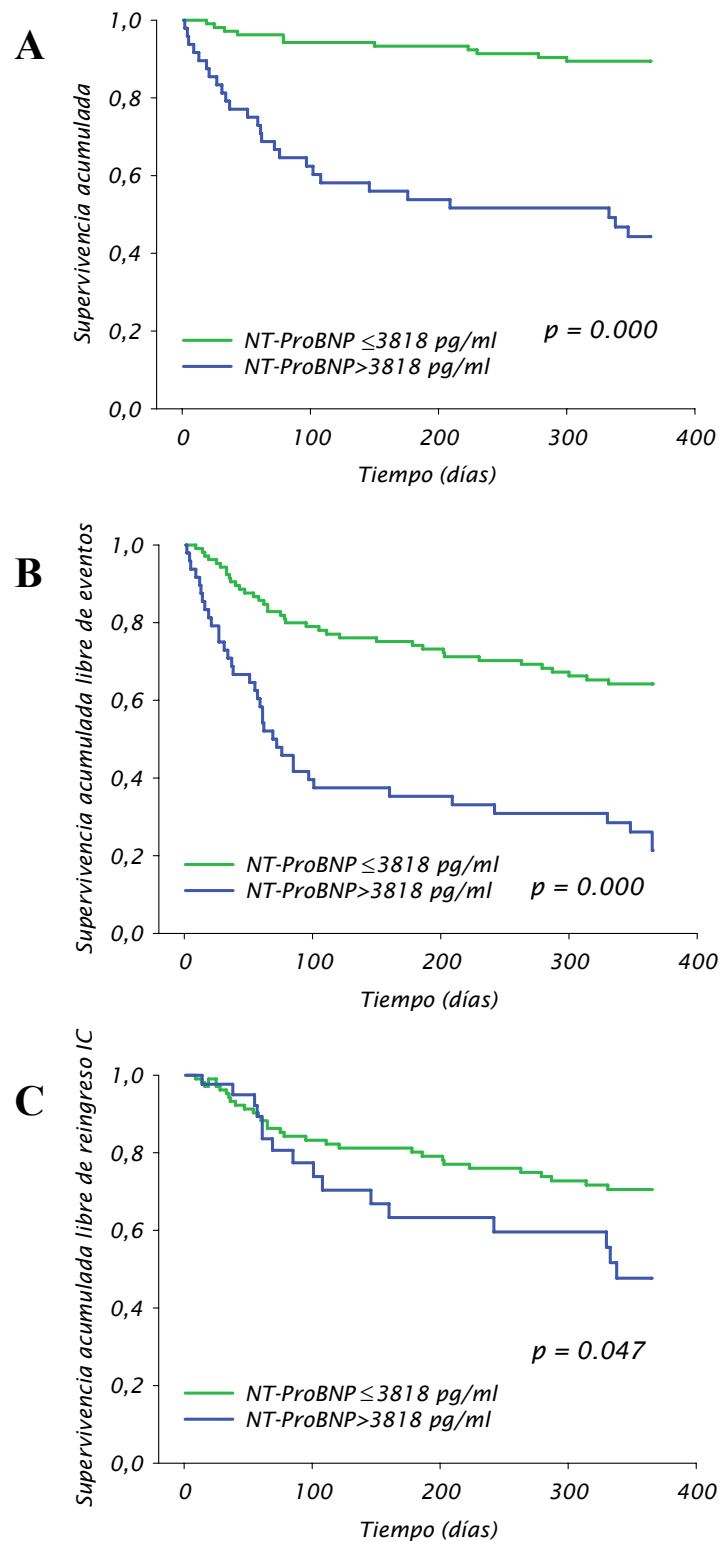 A
Supervivencia acumulada
1,0
0,8
0,6
0,4
0,2
0,0
NT-ProBNP ≤3818 pg/ml
NT-ProBNP>3818 pg/ml
p = 0.000
0 100 200 300 400
Tiempo (días)
B
Supervivencia acumulada libre de eventos
1,0
0,8
0,6
0,4
0,2
0,0
NT-ProBNP ≤3818 pg/ml
NT-ProBNP>3818 pg/ml
p = 0.000
0 100 200 300 400
Tiempo (días)
C
Supervivencia acumulada libre de reingreso IC
1,0
0,8
0,6
0,4
0,2
0,0
p = 0.047
NT-ProBNP ≤3818 pg/ml
NT-ProBNP>3818 pg/ml
0 100 200 300 400
Tiempo (días)